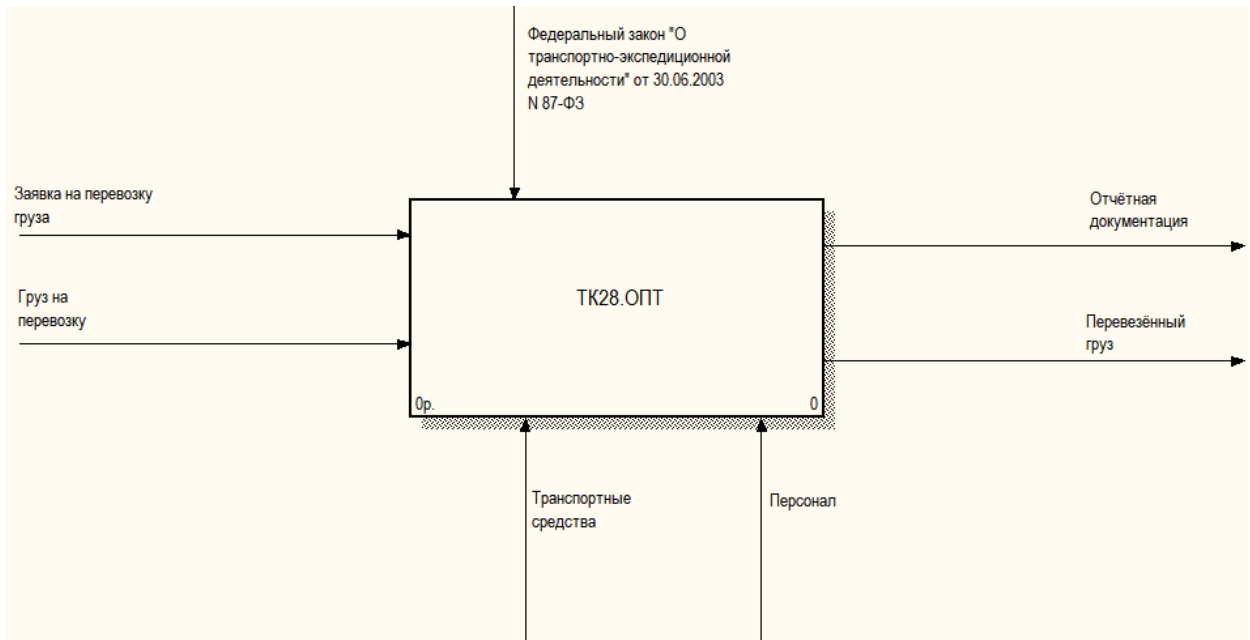 Федеральный закон "О
транспортно-экспедиционной
деятельности" от 30.06.2003
N 87-ФЗ
Заявка на перевозку
груза
Отчётная
документация
ТК28.ОПТ
Груз на
перевозку
Перевезённый
груз
0р.
0
Транспортные
средства
Персонал